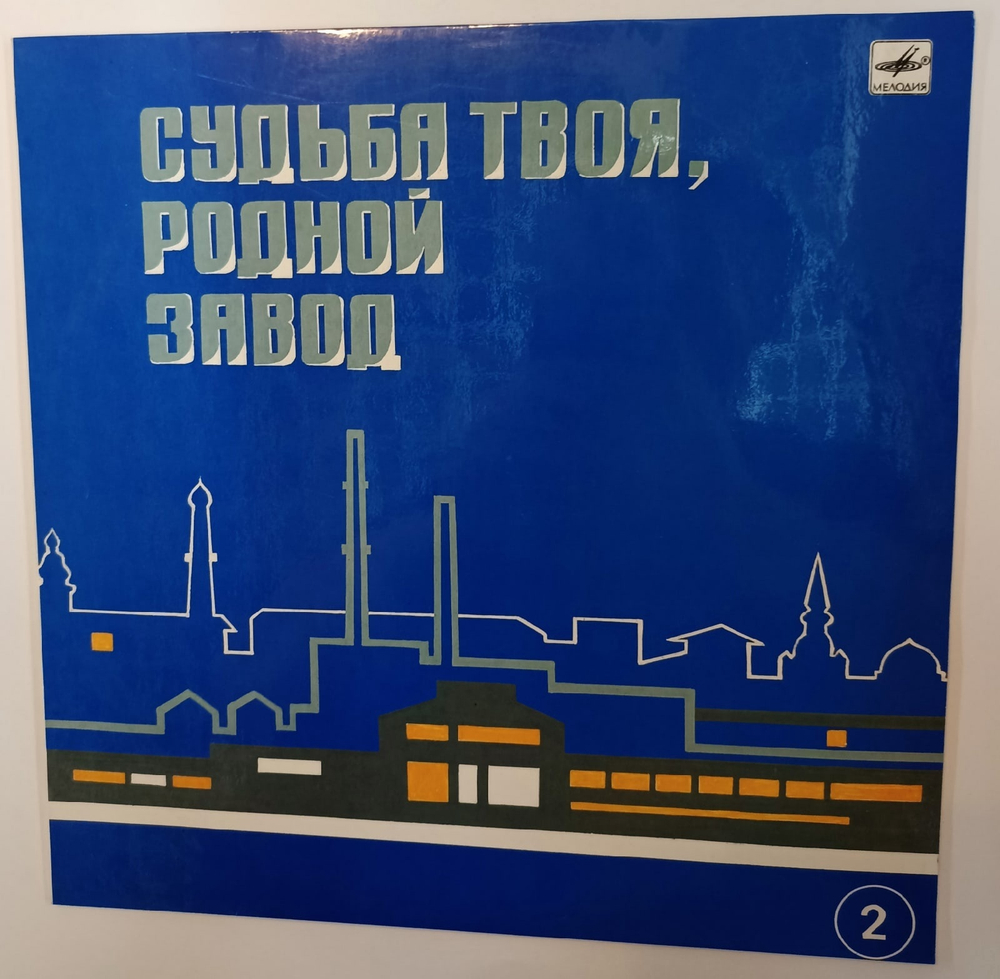 МЕЛОДИЯ
СУДЬБА ТВОЯ,
РОДНОЙ
ЗАВОД
2